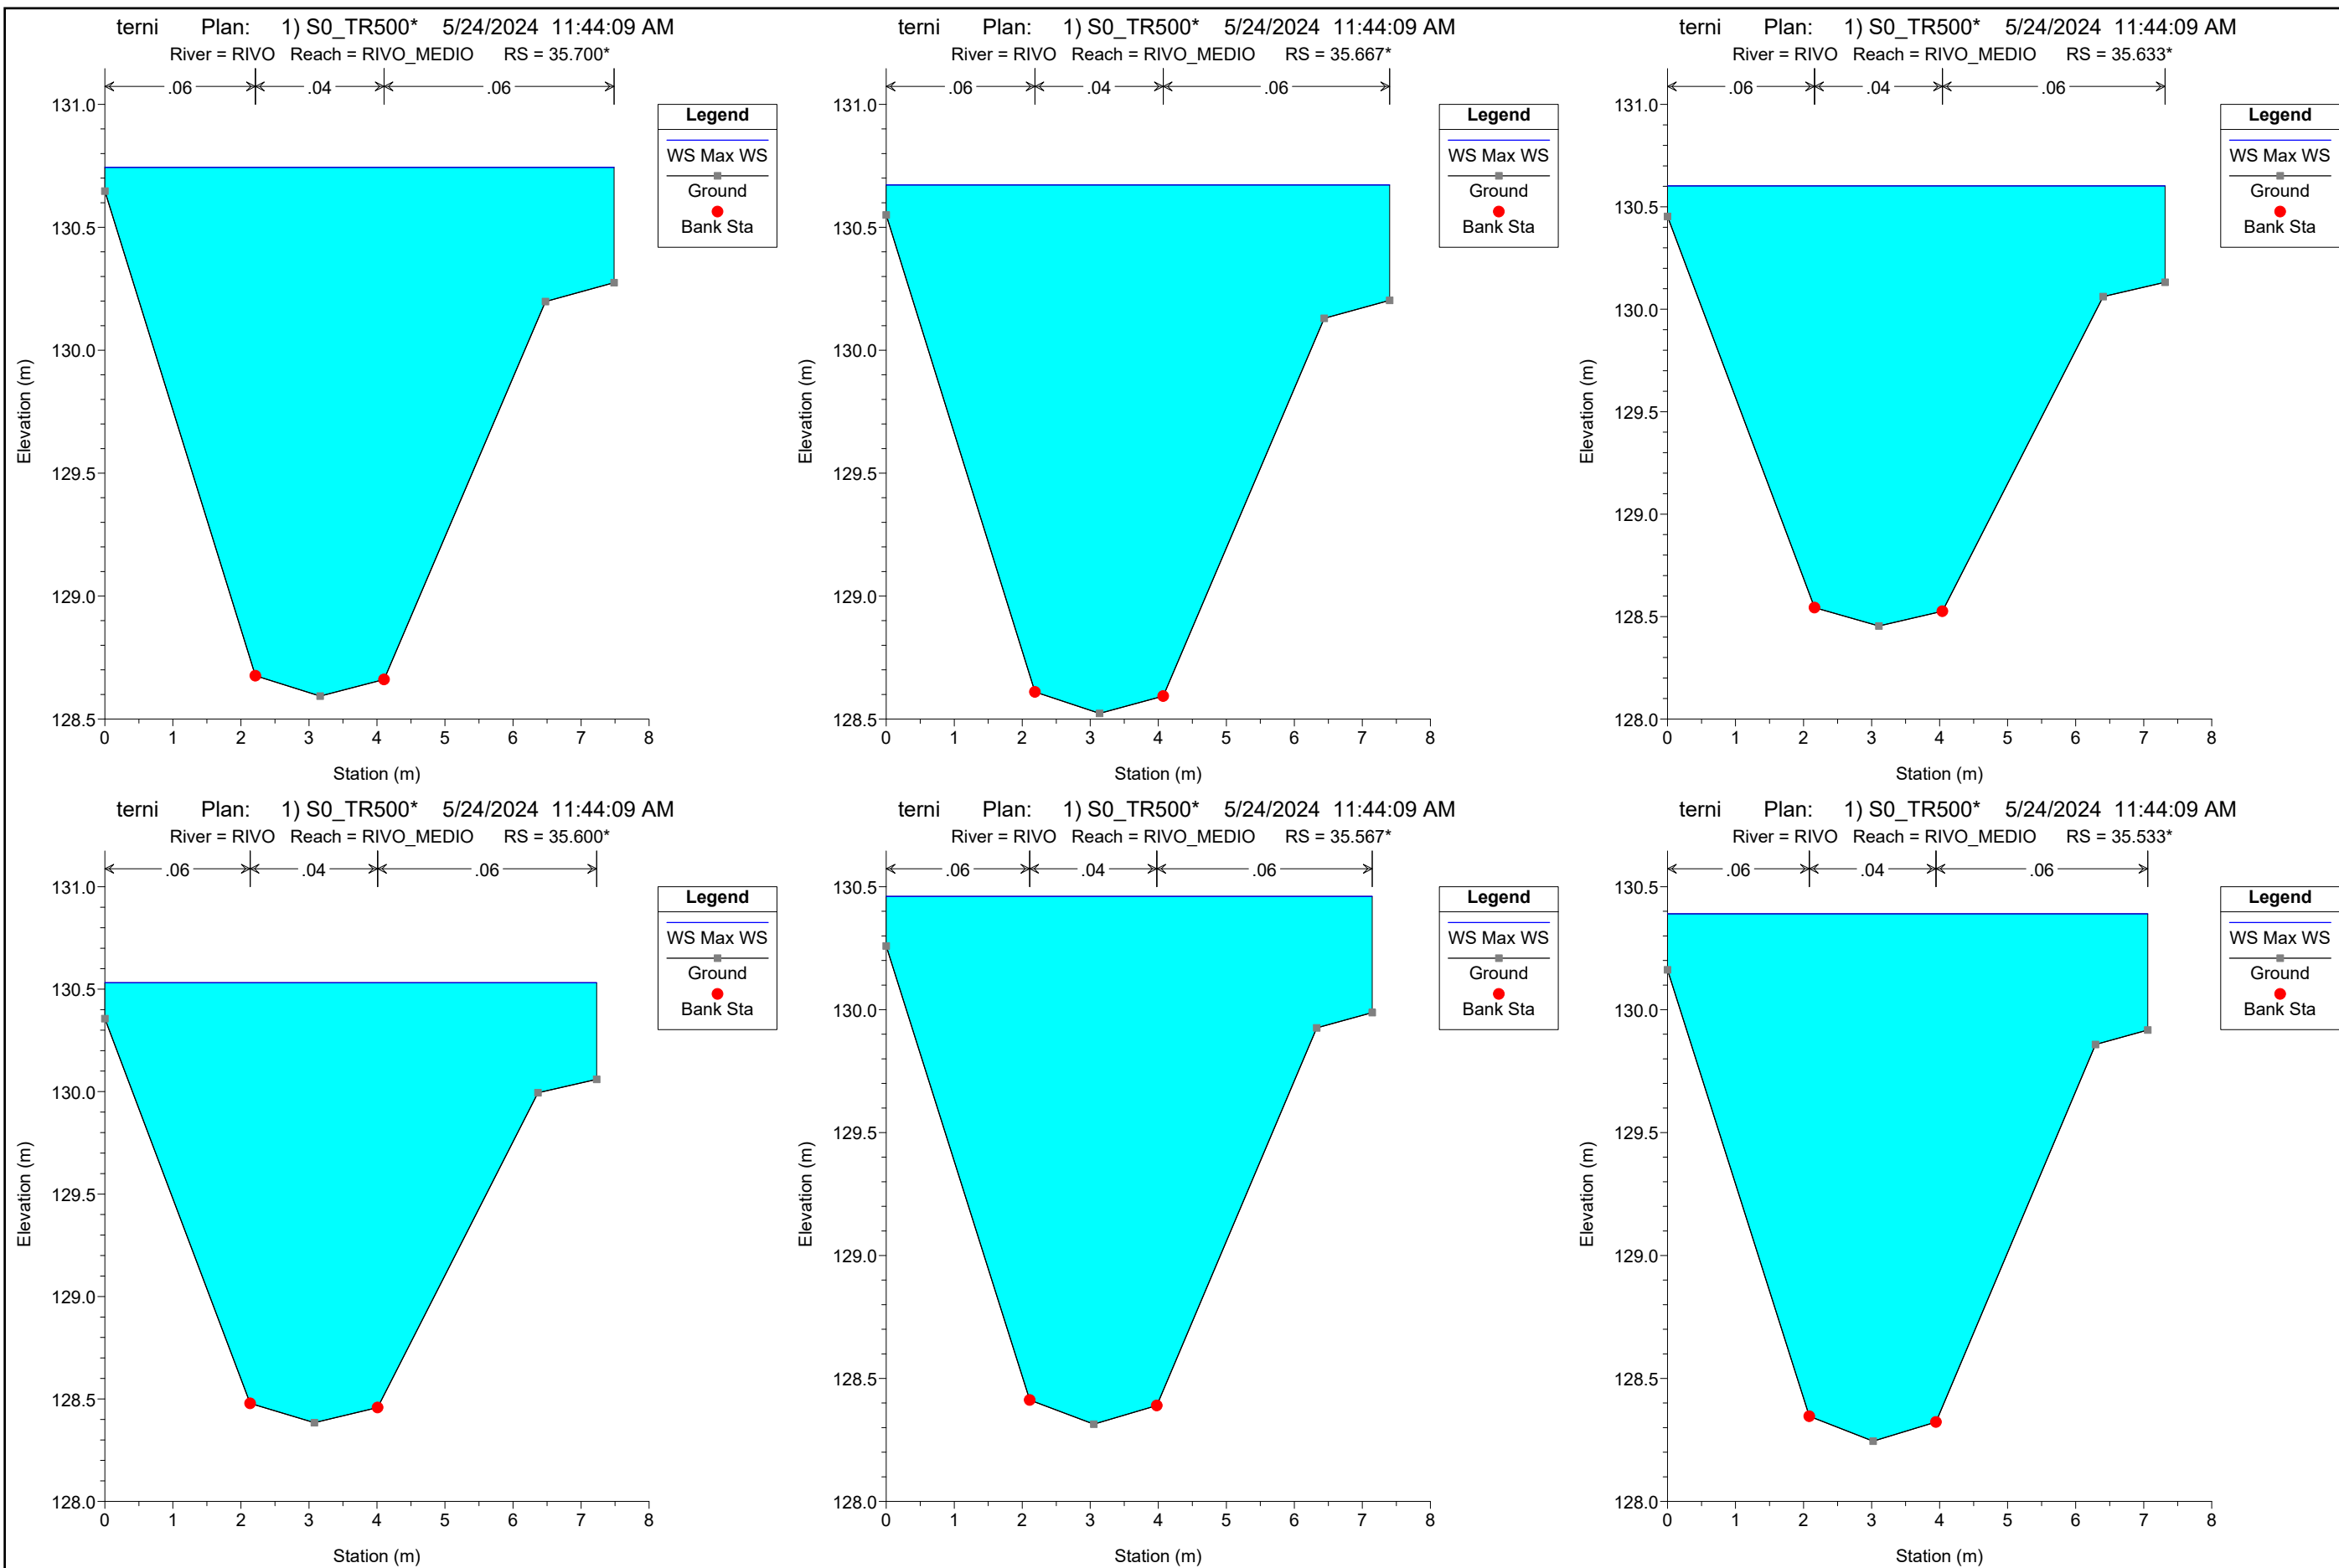 terni Plan: 1) S0_TR500* 5/24/2024 11:44:09 AM
River = RIVO Reach = RIVO_MEDIO RS = 35.700*
.06 .04 .06
131.0
130.5
130.0
129.5
129.0
128.5
Elevation (m)
0 1 2 3 4 5 6 7 8
Station (m)
Legend
WS Max WS
Ground
Bank Sta
terni Plan: 1) S0_TR500* 5/24/2024 11:44:09 AM
River = RIVO Reach = RIVO_MEDIO RS = 35.667*
.06 .04 .06
131.0
130.5
130.0
129.5
129.0
128.5
Elevation (m)
0 1 2 3 4 5 6 7 8
Station (m)
Legend
WS Max WS
Ground
Bank Sta
terni Plan: 1) S0_TR500* 5/24/2024 11:44:09 AM
River = RIVO Reach = RIVO_MEDIO RS = 35.633*
.06 .04 .06
131.0
130.5
130.0
129.5
129.0
128.5
128.0
Elevation (m)
0 1 2 3 4 5 6 7 8
Station (m)
Legend
WS Max WS
Ground
Bank Sta
terni Plan: 1) S0_TR500* 5/24/2024 11:44:09 AM
River = RIVO Reach = RIVO_MEDIO RS = 35.600*
.06 .04 .06
131.0
130.5
130.0
129.5
129.0
128.5
128.0
Elevation (m)
0 1 2 3 4 5 6 7 8
Station (m)
Legend
WS Max WS
Ground
Bank Sta
terni Plan: 1) S0_TR500* 5/24/2024 11:44:09 AM
River = RIVO Reach = RIVO_MEDIO RS = 35.567*
.06 .04 .06
130.5
130.0
129.5
129.0
128.5
128.0
Elevation (m)
0 1 2 3 4 5 6 7 8
Station (m)
Legend
WS Max WS
Ground
Bank Sta
terni Plan: 1) S0_TR500* 5/24/2024 11:44:09 AM
River = RIVO Reach = RIVO_MEDIO RS = 35.533*
.06 .04 .06
130.5
130.0
129.5
129.0
128.5
128.0
Elevation (m)
0 1 2 3 4 5 6 7 8
Station (m)
Legend
WS Max WS
Ground
Bank Sta